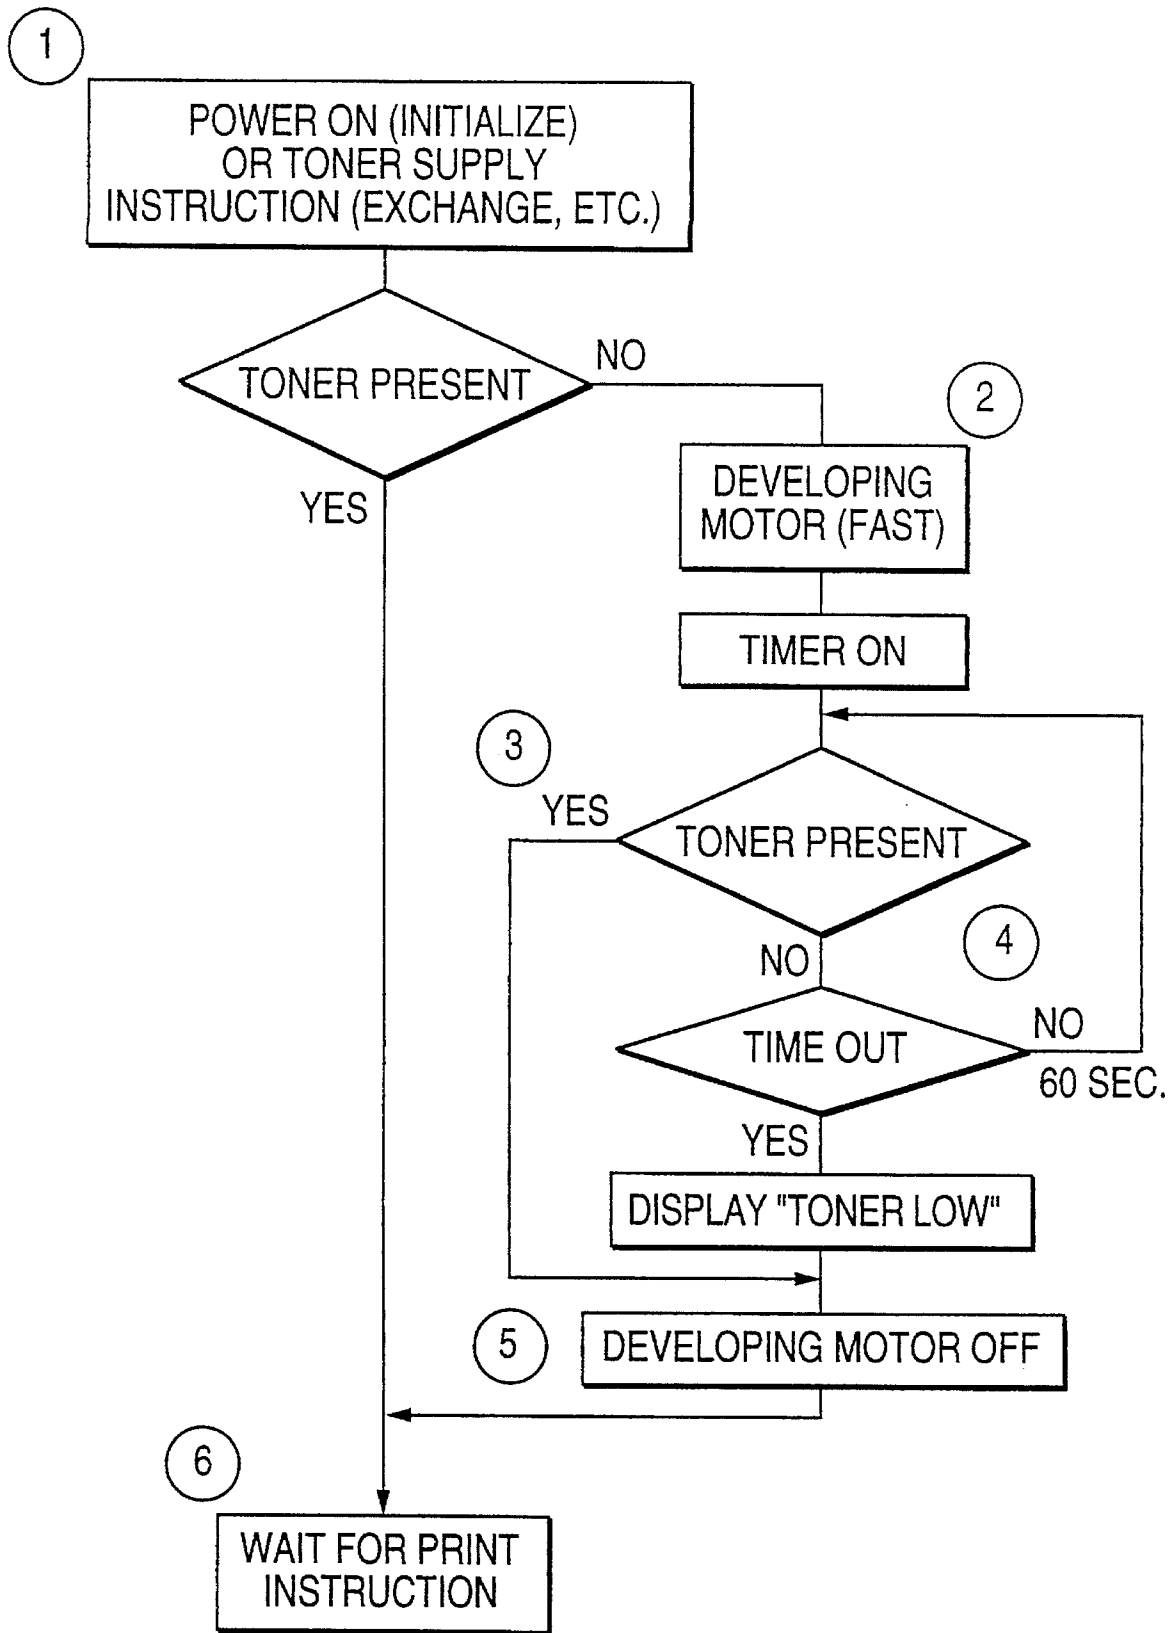 1
POWER ON (INITIALIZE)
OR TONER SUPPLY
INSTRUCTION (EXCHANGE, ETC.)
TONER PRESENT
NO
YES
2
DEVELOPING
MOTOR (FAST)
TIMER ON
3
YES
TONER PRESENT
NO
4
TIME OUT
NO
60 SEC.
YES
DISPLAY "TONER LOW"
5
DEVELOPING MOTOR OFF
6
WAIT FOR PRINT
INSTRUCTION